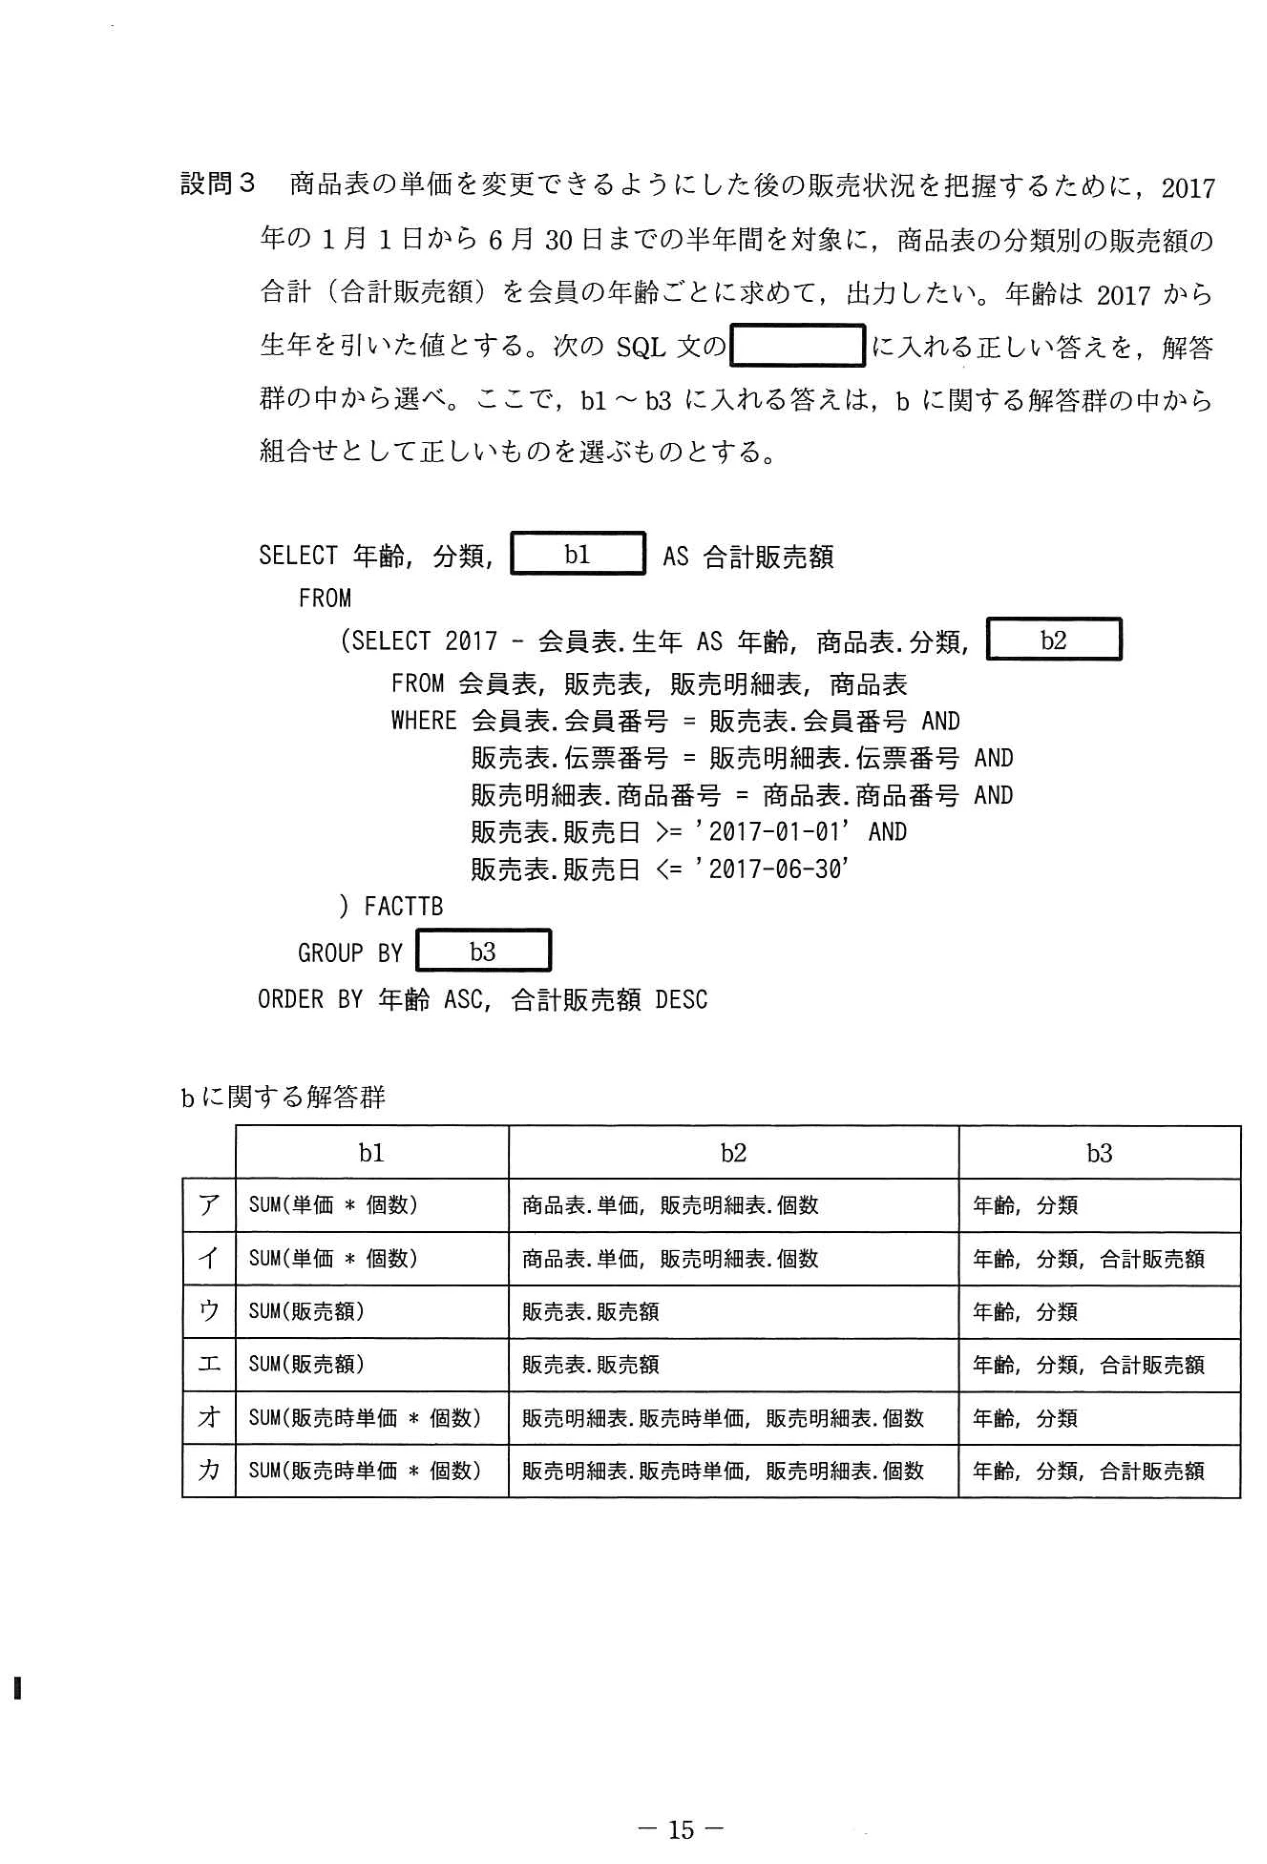 設問3 商品表の単価を変更できるようにした後の販売状況を把握するために，2017
年の 1 月 1 日から 6 月 30 日までの半年間を対象に，商品表の分類別の販売額の
合計（合計販売額）を会員の年齢ごとに求めて，出力したい。年齢は 2017 から
生年を引いた値とする。次の SQL 文の に入れる正しい答えを，解答
群の中から選べ。ここで，b1 ～ b3 に入れる答えは，b に関する解答群の中から
組合せとして正しいものを選ぶものとする。
SELECT 年齢, 分類, b1 AS 合計販売額
FROM
(SELECT 2017 - 会員表.生年 AS 年齢, 商品表.分類, b2
FROM 会員表, 販売表, 販売明細表, 商品表
WHERE 会員表.会員番号 = 販売表.会員番号 AND
販売表.伝票番号 = 販売明細表.伝票番号 AND
販売明細表.商品番号 = 商品表.商品番号 AND
販売表.販売日 >= ’2017-01-01’ AND
販売表.販売日 <= ’2017-06-30’
) FACTTB
GROUP BY b3
ORDER BY 年齢 ASC, 合計販売額 DESC
b に関する解答群
b1 b2 b3
ア SUM(単価 * 個数) 商品表.単価, 販売明細表.個数 年齢, 分類
イ SUM(単価 * 個数) 商品表.単価, 販売明細表.個数 年齢, 分類, 合計販売額
ウ SUM(販売額) 販売表.販売額 年齢, 分類
エ SUM(販売額) 販売表.販売額 年齢, 分類, 合計販売額
オ SUM(販売時単価 * 個数) 販売明細表.販売時単価, 販売明細表.個数 年齢, 分類
カ SUM(販売時単価 * 個数) 販売明細表.販売時単価, 販売明細表.個数 年齢, 分類, 合計販売額
－ 15 －